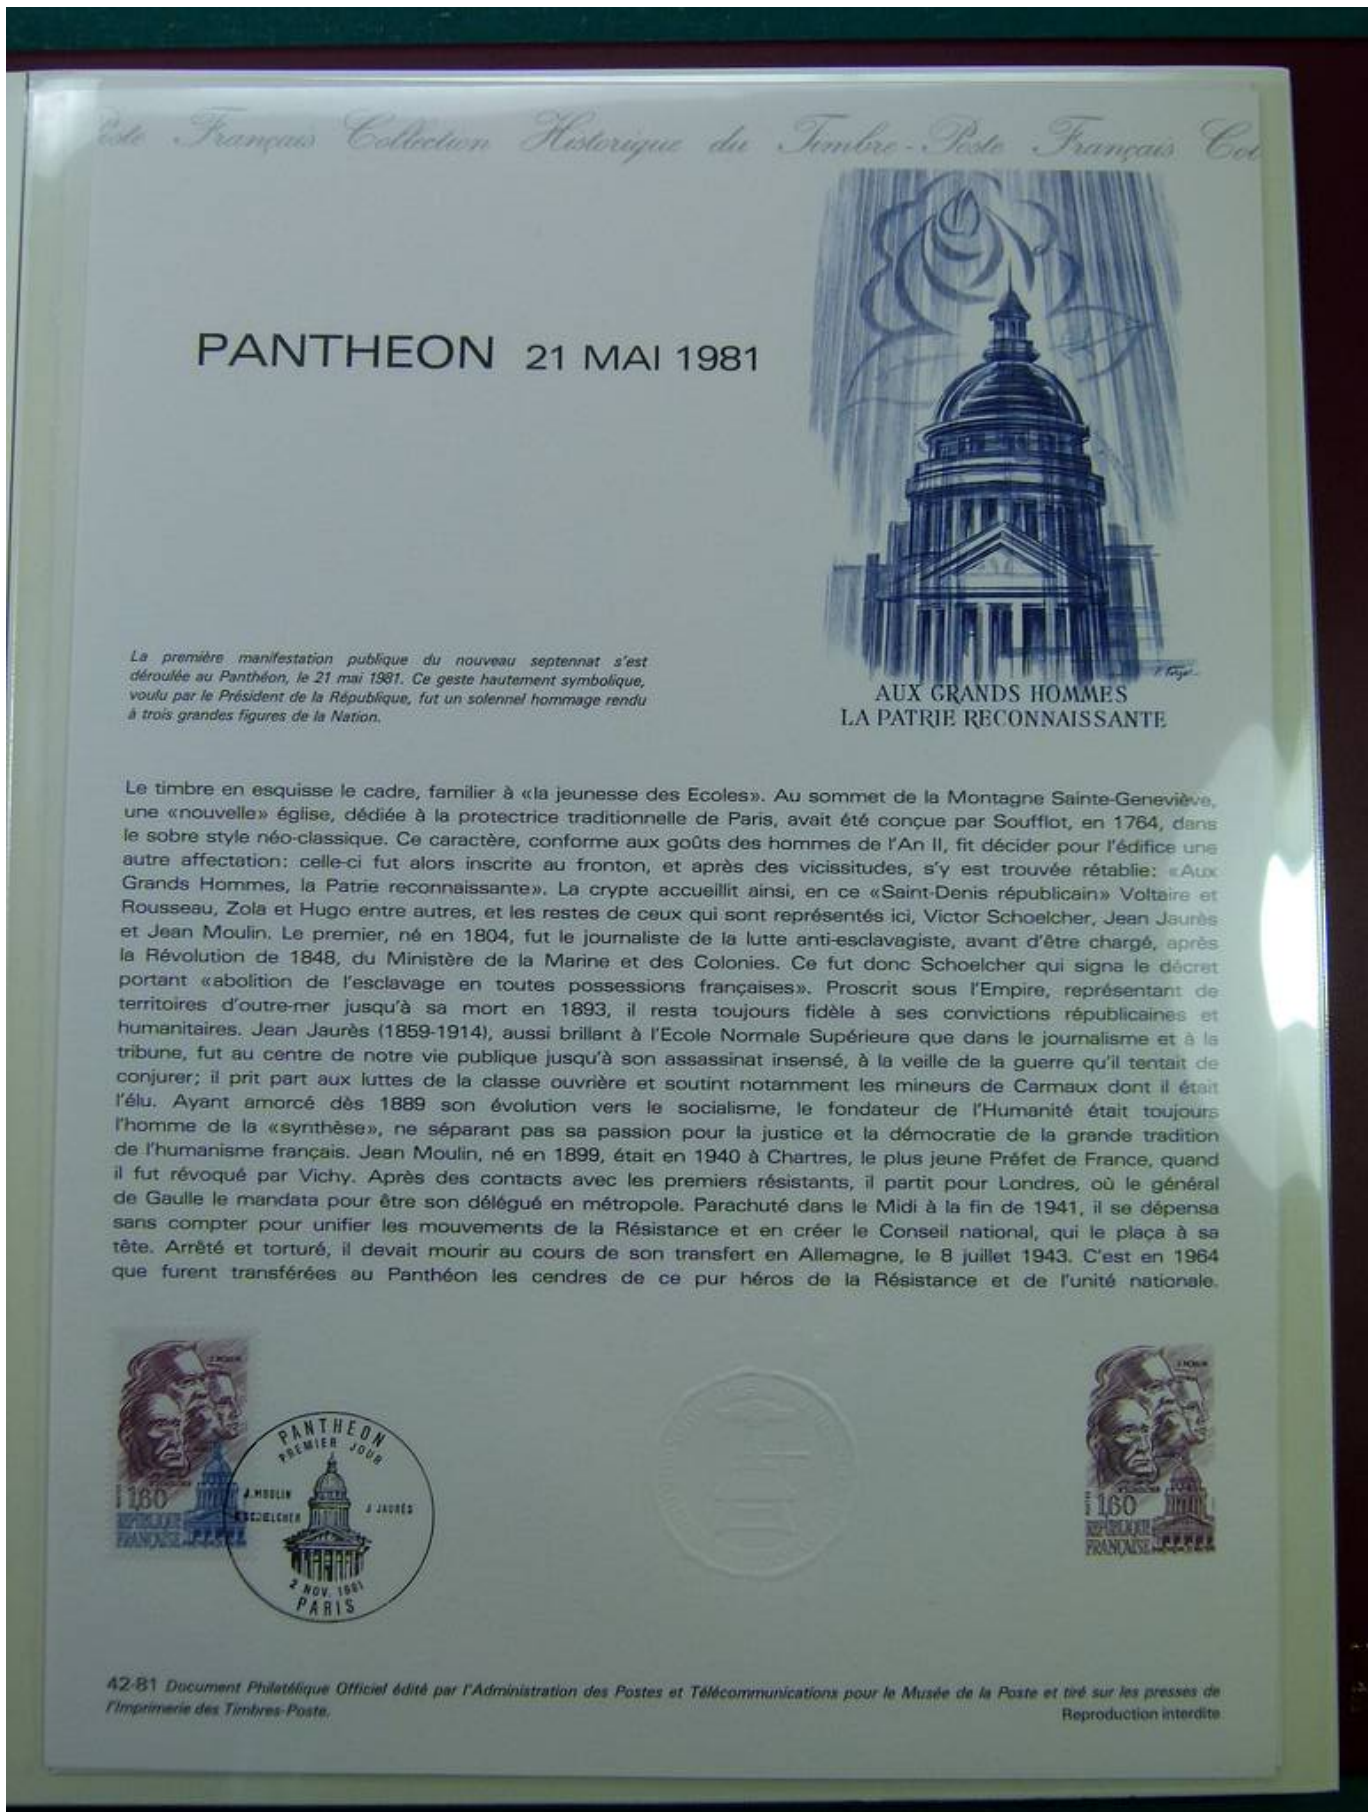 oste Français Collection Historique du Timbre-Poste Français Col
PANTHEON 21 MAI 1981
La première manifestation publique du nouveau septennat s'est
déroulée au Panthéon, le 21 mai 1981. Ce geste hautement symbolique,
voulu par le Président de la République, fut un solennel hommage rendu
à trois grandes figures de la Nation.
AUX GRANDS HOMMES
LA PATRIE RECONNAISSANTE
Le timbre en esquisse le cadre, familier à «la jeunesse des Ecoles». Au sommet de la Montagne Sainte-Geneviève,
une «nouvelle» église, dédiée à la protectrice traditionnelle de Paris, avait été conçue par Soufflot, en 1764, dans
le sobre style néo-classique. Ce caractère, conforme aux goûts des hommes de l'An II, fit décider pour l'édifice une
autre affectation: celle-ci fut alors inscrite au fronton, et après des vicissitudes, s'y est trouvée rétablie: «Aux
Grands Hommes, la Patrie reconnaissante». La crypte accueillit ainsi, en ce «Saint-Denis républicain» Voltaire et
Rousseau, Zola et Hugo entre autres, et les restes de ceux qui sont représentés ici, Victor Schoelcher, Jean Jaurès
et Jean Moulin. Le premier, né en 1804, fut le journaliste de la lutte anti-esclavagiste, avant d'être chargé, après
la Révolution de 1848, du Ministère de la Marine et des Colonies. Ce fut donc Schoelcher qui signa le décret
portant «abolition de l'esclavage en toutes possessions françaises». Proscrit sous l'Empire, représentant de
territoires d'outre-mer jusqu'à sa mort en 1893, il resta toujours fidèle à ses convictions républicaines et
humanitaires. Jean Jaurès (1859-1914), aussi brillant à l'Ecole Normale Supérieure que dans le journalisme et à la
tribune, fut au centre de notre vie publique jusqu'à son assassinat insensé, à la veille de la guerre qu'il tentait de
conjurer; il prit part aux luttes de la classe ouvrière et soutint notamment les mineurs de Carmaux dont il était
l'élu. Ayant amorcé dès 1889 son évolution vers le socialisme, le fondateur de l'Humanité était toujours
l'homme de la «synthèse», ne séparant pas sa passion pour la justice et la démocratie de la grande tradition
de l'humanisme français. Jean Moulin, né en 1899, était en 1940 à Chartres, le plus jeune Préfet de France, quand
il fut révoqué par Vichy. Après des contacts avec les premiers résistants, il partit pour Londres, où le général
de Gaulle le mandata pour être son délégué en métropole. Parachuté dans le Midi à la fin de 1941, il se dépensa
sans compter pour unifier les mouvements de la Résistance et en créer le Conseil national, qui le plaça à sa
tête. Arrêté et torturé, il devait mourir au cours de son transfert en Allemagne, le 8 juillet 1943. C'est en 1964
que furent transférées au Panthéon les cendres de ce pur héros de la Résistance et de l'unité nationale.
J. MOULIN
1,60
REPUBLIQUE
FRANÇAISE
PANTHEON
PREMIER JOUR
J. MOULIN
J JAURÈS
2 NOV. 1981
PARIS
J. MOULIN
1,60
REPUBLIQUE
FRANÇAISE
42-81 Document Philatélique Officiel édité par l'Administration des Postes et Télécommunications pour le Musée de la Poste et tiré sur les presses de
l'Imprimerie des Timbres-Poste.
Reproduction interdite